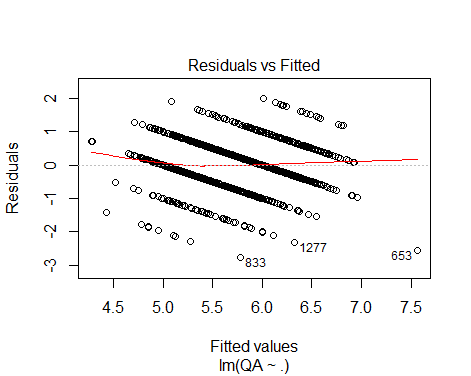 Residuals vs Fitted
Residuals
2
1
0
-1
-2
-3
1277
833
653
4.5 5.0 5.5 6.0 6.5 7.0 7.5
Fitted values
lm(QA ~ .)